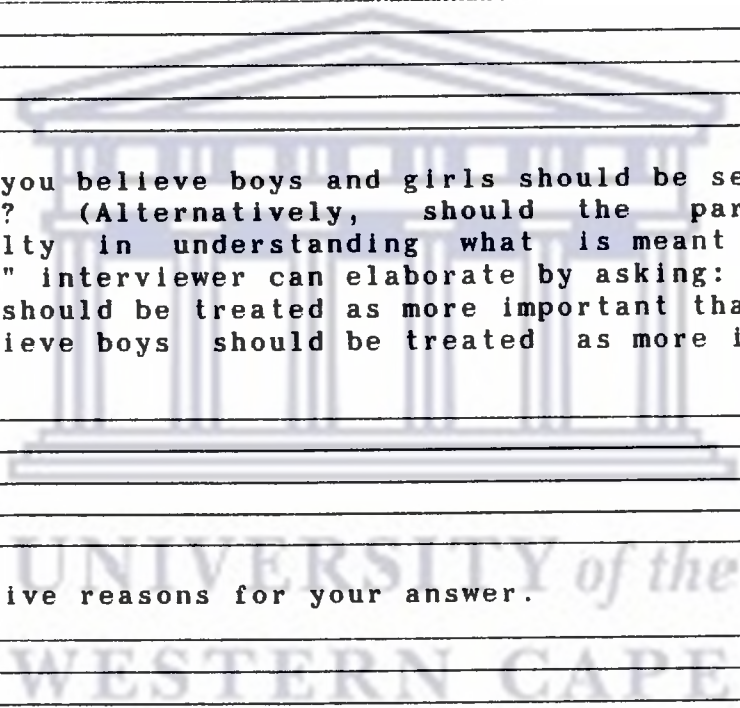 you believe boys and girls should be se
? (Alternatively, should the par
lty in understanding what is meant
" interviewer can elaborate by asking:
should be treated as more important tha
ieve boys should be treated as more i
UNIVERSITY of the
ive reasons for your answer.
WESTERN CAPE